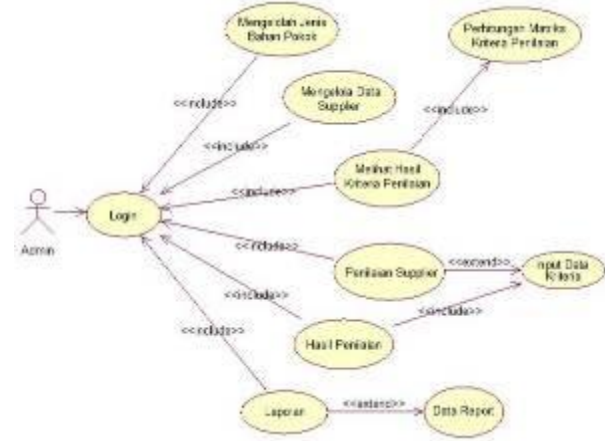 Mengelolah Jenis
Bahan Pokok
Perhitungan Matriks
Kriteria Penilaian
<<include>>
Mengelola Data
Supplier
<<include>>
<<include>>
Melihat Hasil
Kriteria Penilaian
<<include>>
Login
Admin
<<include>>
Penilaian Supplier
<<extend>>
Input Data
Kriteria
<<include>>
<<include>>
Hasil Penilaian
<<include>>
Laporan
<<extend>>
Data Report